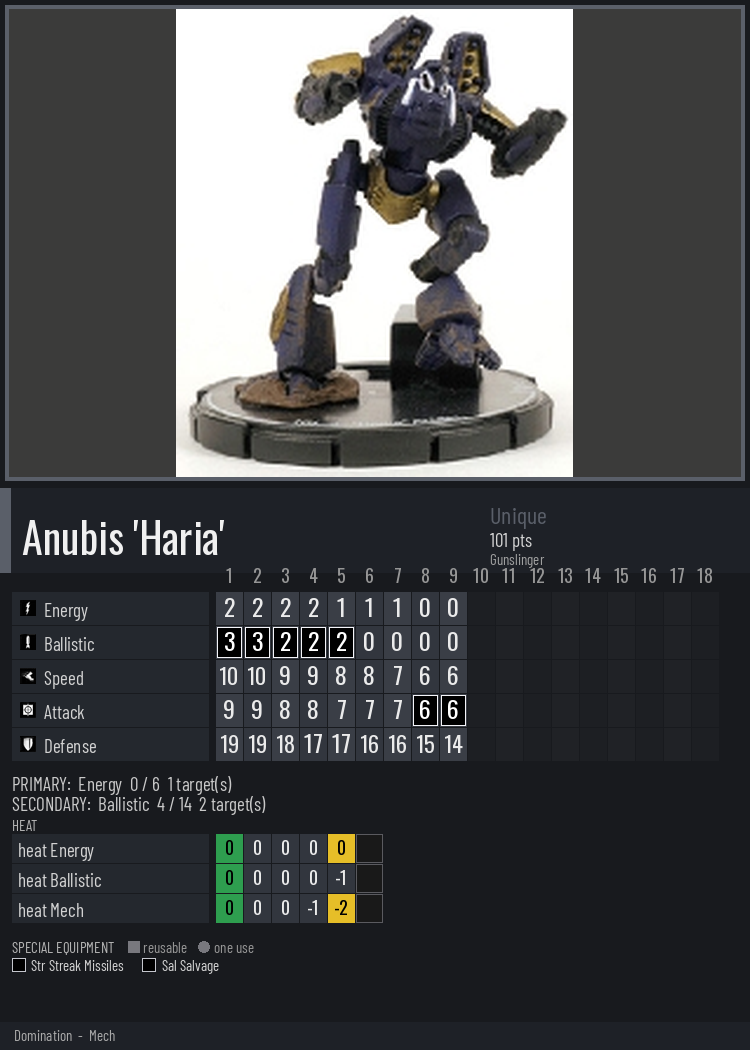 Anubis 'Haria'
Unique
101 pts
Gunslinger
1 2 3 4 5 6 7 8 9 10 11 12 13 14 15 16 17 18
Energy 2 2 2 2 1 1 1 0 0
Ballistic 3 3 2 2 2 0 0 0 0
Speed 10 10 9 9 8 8 7 6 6
Attack 9 9 8 8 7 7 7 6 6
Defense 19 19 18 17 17 16 16 15 14
PRIMARY: Energy 0 / 6 1 target(s)
SECONDARY: Ballistic 4 / 14 2 target(s)
HEAT
heat Energy 0 0 0 0 0
heat Ballistic 0 0 0 0 -1
heat Mech 0 0 0 -1 -2
SPECIAL EQUIPMENT reusable one use
Str Streak Missiles Sal Salvage
Domination - Mech